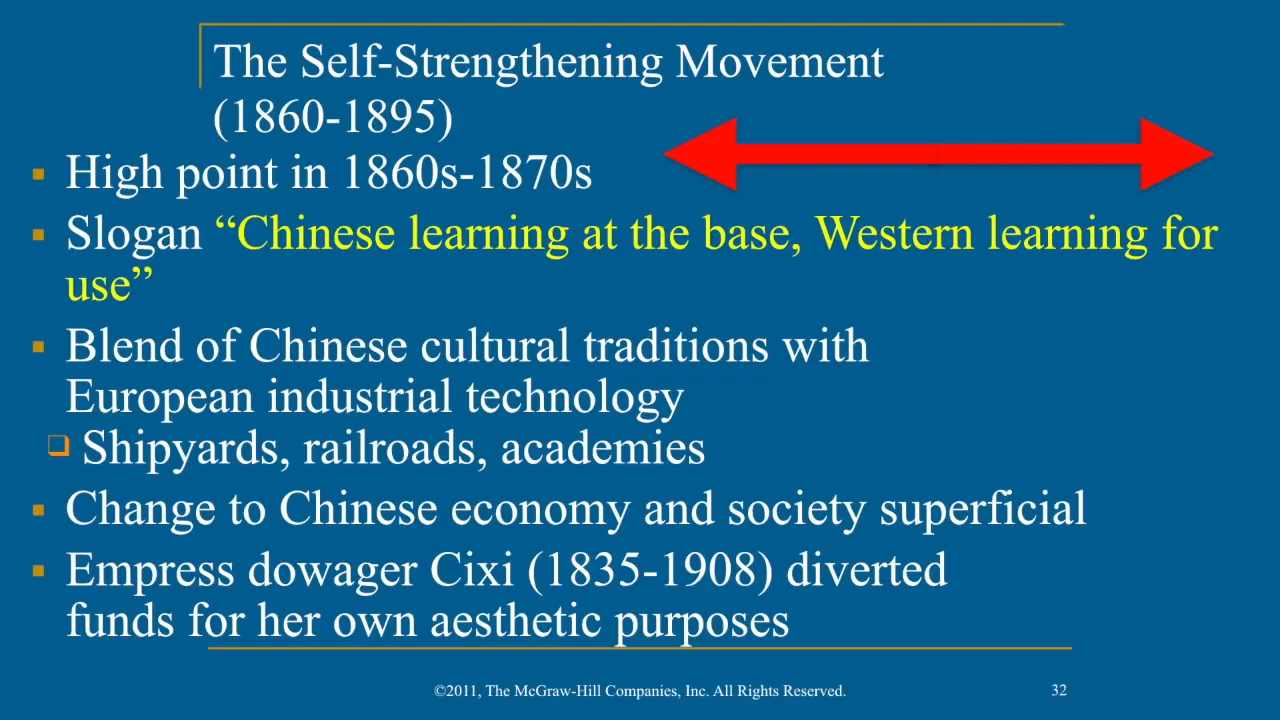 The Self-Strengthening Movement
(1860-1895)
High point in 1860s-1870s
Slogan “Chinese learning at the base, Western learning for
use”
Blend of Chinese cultural traditions with
European industrial technology
Shipyards, railroads, academies
Change to Chinese economy and society superficial
Empress dowager Cixi (1835-1908) diverted
funds for her own aesthetic purposes
©2011, The McGraw-Hill Companies, Inc. All Rights Reserved.
32